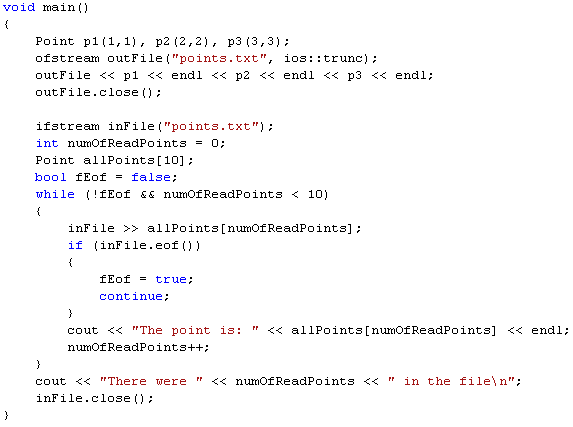 void main()
{
    Point p1(1,1), p2(2,2), p3(3,3);
    ofstream outFile("points.txt", ios::trunc);
    outFile << p1 << endl << p2 << endl << p3 << endl;
    outFile.close();

    ifstream inFile("points.txt");
    int numOfReadPoints = 0;
    Point allPoints[10];
    bool fEof = false;
    while (!fEof && numOfReadPoints < 10)
    {
        inFile >> allPoints[numOfReadPoints];
        if (inFile.eof())
        {
            fEof = true;
            continue;
        }
        cout << "The point is: " << allPoints[numOfReadPoints] << endl;
        numOfReadPoints++;
    }
    cout << "There were " << numOfReadPoints << " in the file\n";
    inFile.close();
}